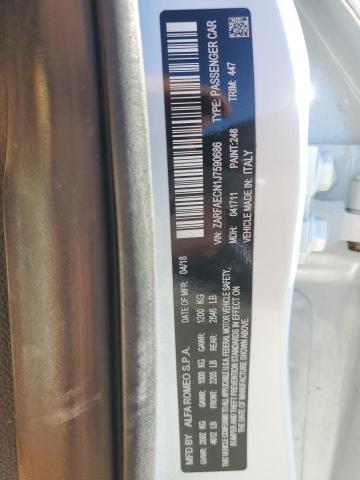 MFD BY: ALFA ROMEO S.P.A. DATE OF MFR: 04/18
GVWR: 2092 KG GAWR: 1000 KG GAWR: 1200 KG
4612 LB FRONT: 2205 LB REAR: 2646 LB
THIS VEHICLE CONFORMS TO ALL APPLICABLE U.S.A. FEDERAL MOTOR VEHICLE SAFETY,
BUMPER, AND THEFT PREVENTION STANDARDS IN EFFECT ON THE
DATE OF MANUFACTURE SHOWN ABOVE.
VIN: ZARFAECN1J7590686 TYPE: PASSENGER CAR
MDH: 041711 PAINT: 248 TRIM: 447
VEHICLE MADE IN: ITALY